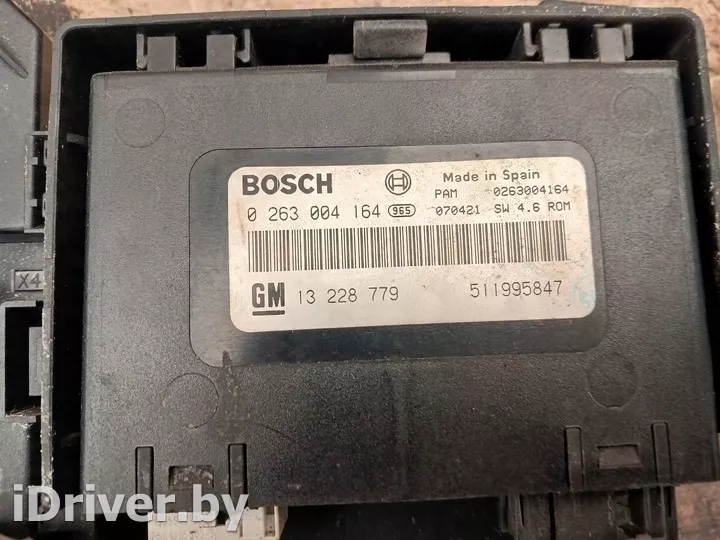 BOSCH
Made in Spain
PAM 0263004164
0 263 004 164 965 070421 SW 4.6 ROM
GM 13 228 779 511995847
X4
iDriver.by